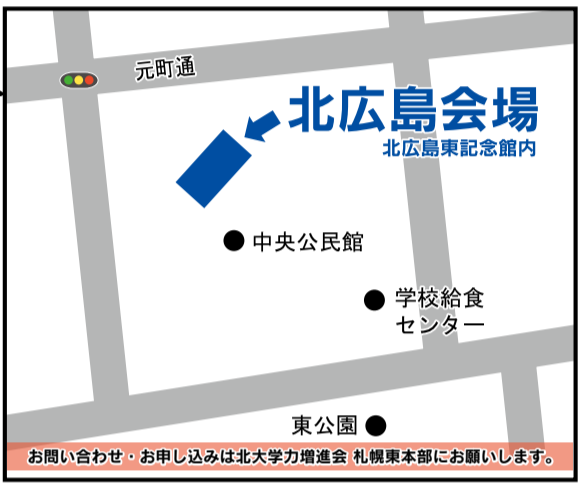 元町通
北広島会場
北広島東記念館内
中央公民館
学校給食
センター
東公園
お問い合わせ・お申し込みは北大学力増進会 札幌東本部にお願いします。